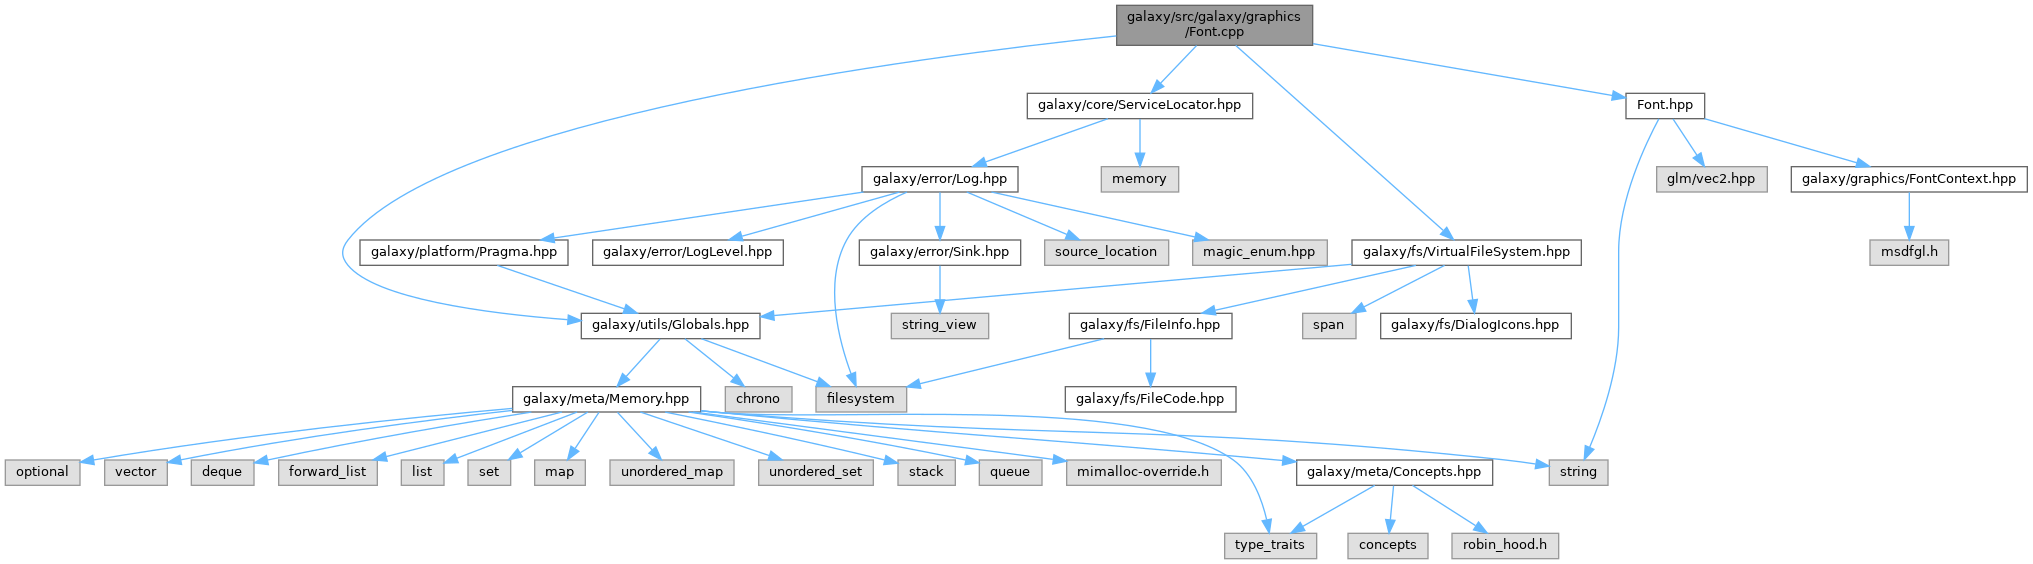 galaxy/src/galaxy/graphics
/Font.cpp
galaxy/core/ServiceLocator.hpp
Font.hpp
galaxy/error/Log.hpp
memory
glm/vec2.hpp
galaxy/graphics/FontContext.hpp
galaxy/platform/Pragma.hpp
galaxy/error/LogLevel.hpp
galaxy/error/Sink.hpp
source_location
magic_enum.hpp
galaxy/fs/VirtualFileSystem.hpp
msdfgl.h
galaxy/utils/Globals.hpp
string_view
galaxy/fs/FileInfo.hpp
span
galaxy/fs/DialogIcons.hpp
galaxy/meta/Memory.hpp
chrono
filesystem
galaxy/fs/FileCode.hpp
optional
vector
deque
forward_list
list
set
map
unordered_map
unordered_set
stack
queue
mimalloc-override.h
galaxy/meta/Concepts.hpp
string
type_traits
concepts
robin_hood.h